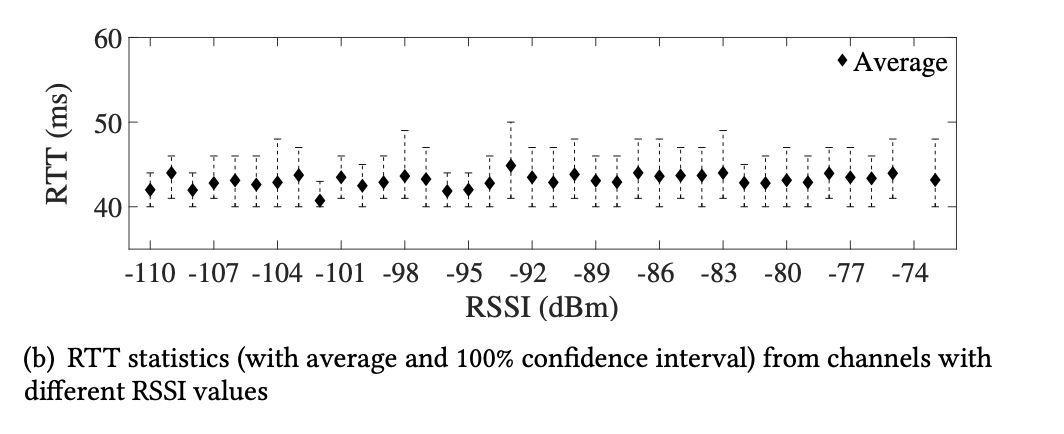 60
Average
50
RTT (ms)
40
-110 -107 -104 -101 -98 -95 -92 -89 -86 -83 -80 -77 -74
RSSI (dBm)
(b) RTT statistics (with average and 100% confidence interval) from channels with
different RSSI values